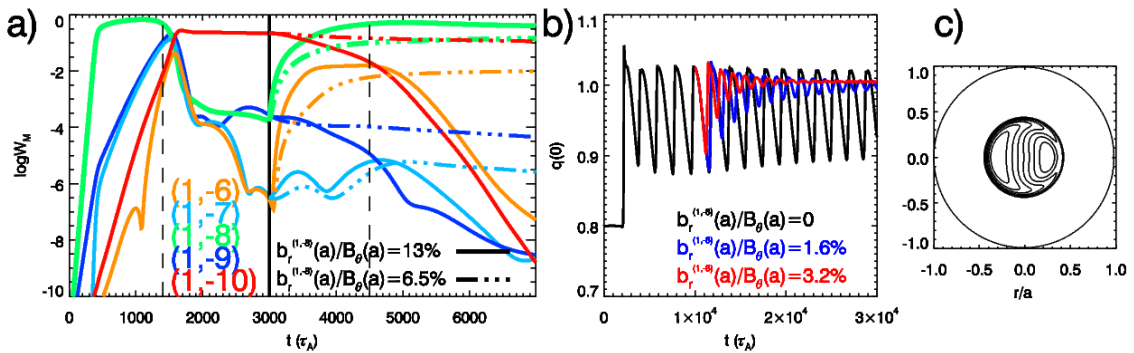 a)
0
-2
-4
-6
-8
-10
logW_M
(1,-6)
(1,-7)
(1,-8)
(1,-9)
(1,-10)
b_r^(1,-8)(a)/B_θ(a)=13%
b_r^(1,-8)(a)/B_θ(a)=6.5%
0 1000 2000 3000 4000 5000 6000
t (τ_A)
b)
1.1
1.0
0.9
0.8
0.7
q(0)
b_r^(1,-8)(a)/B_θ(a)=0
b_r^(1,-8)(a)/B_θ(a)=1.6%
b_r^(1,-8)(a)/B_θ(a)=3.2%
0 1×10^4 2×10^4 3×10^4
t (τ_A)
c)
1.0
0.5
0.0
-0.5
-1.0
-1.0 -0.5 0.0 0.5 1.0
r/a